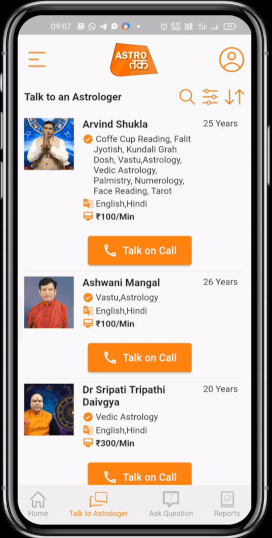 09:07
ASTRO
तक
Talk to an Astrologer
Arvind Shukla 25 Years
Coffe Cup Reading, Falit
Jyotish, Kundali Grah
Dosh, Vastu,Astrology,
Vedic Astrology,
Palmistry, Numerology,
Face Reading, Tarot
English,Hindi
₹100/Min
Talk on Call
Ashwani Mangal 26 Years
Vastu,Astrology
English,Hindi
₹100/Min
Talk on Call
Dr Sripati Tripathi 20 Years
Daivgya
Vedic Astrology
English,Hindi
₹300/Min
Talk on Call
Home Talk to Astrologer Ask Question Reports